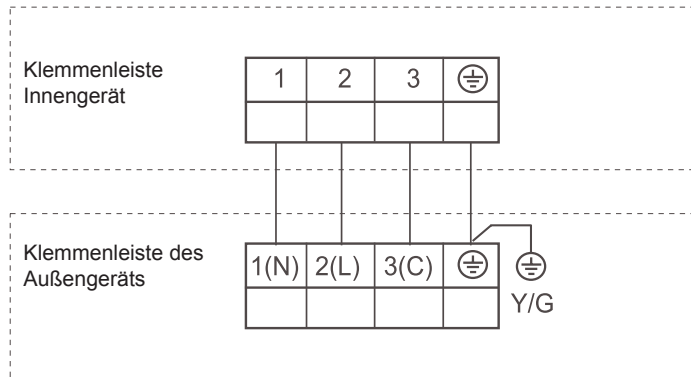 Klemmenleiste
Innengerät
1 2 3
Klemmenleiste des
Außengeräts
1(N) 2(L) 3(C)
Y/G